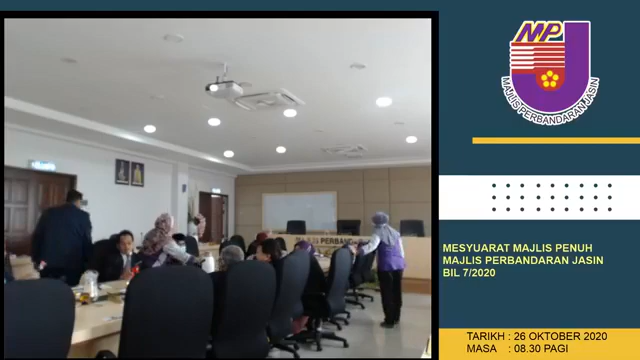 MP
MAJLIS PERBANDARAN JASIN
MESYUARAT MAJLIS PENUH
MAJLIS PERBANDARAN JASIN
BIL 7/2020
TARIKH : 26 OKTOBER 2020
MASA : 08.30 PAGI
PERBAN